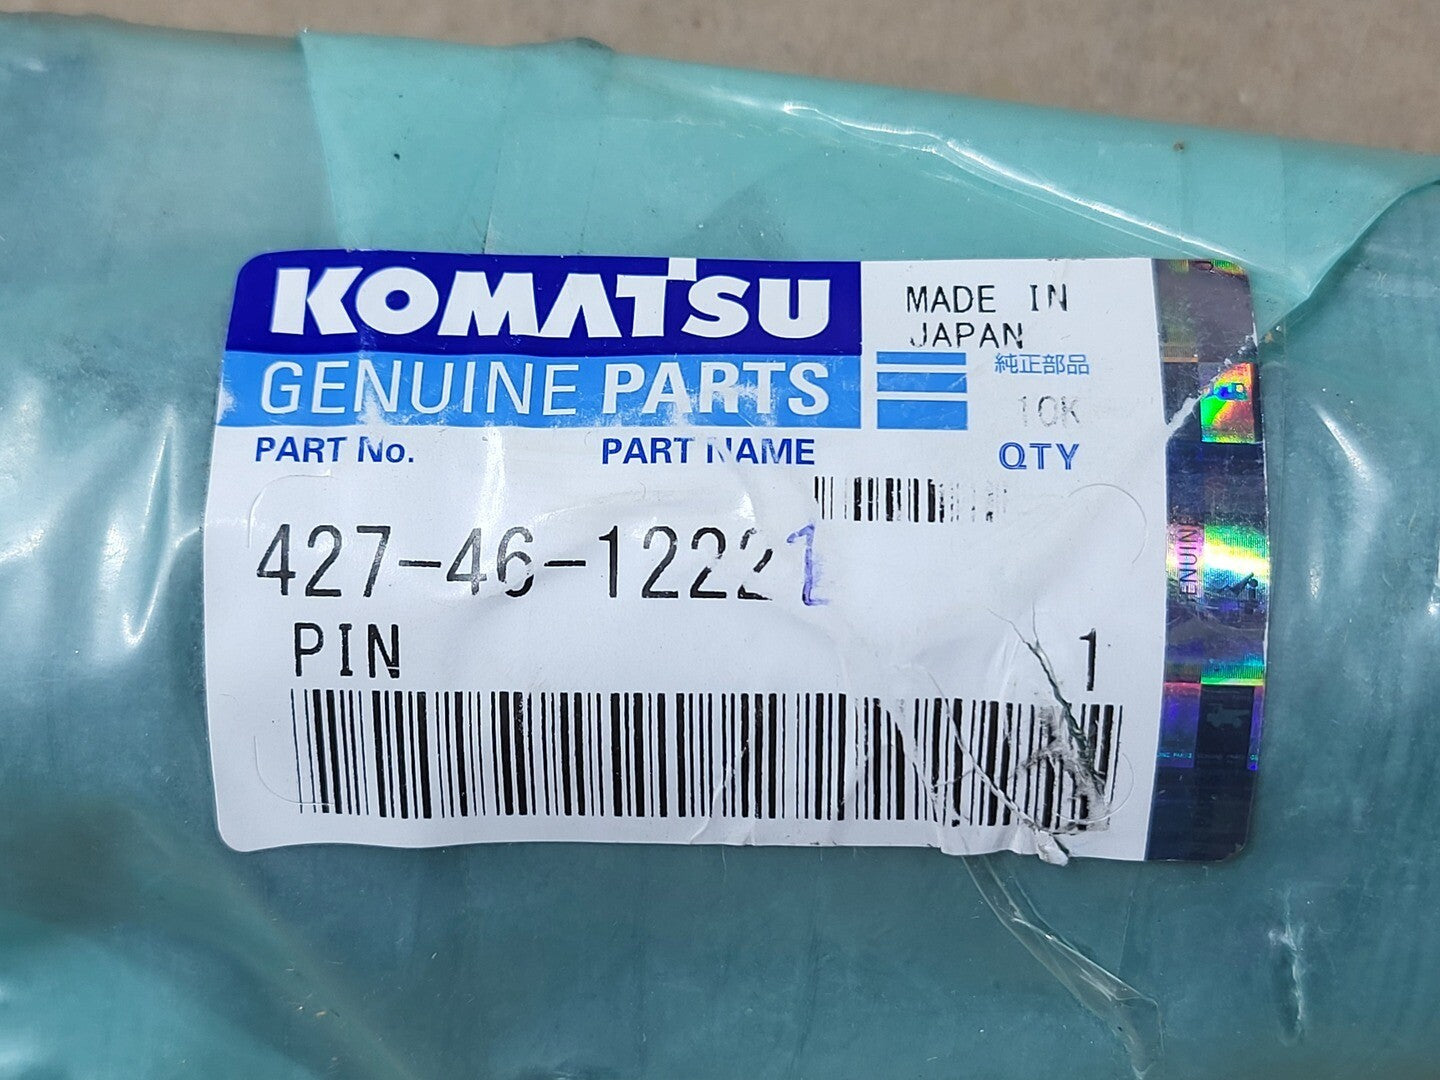 KOMATSU
GENUINE PARTS
MADE IN
JAPAN
純正部品
10K
PART No.
PART NAME
QTY
427-46-12221
PIN
1